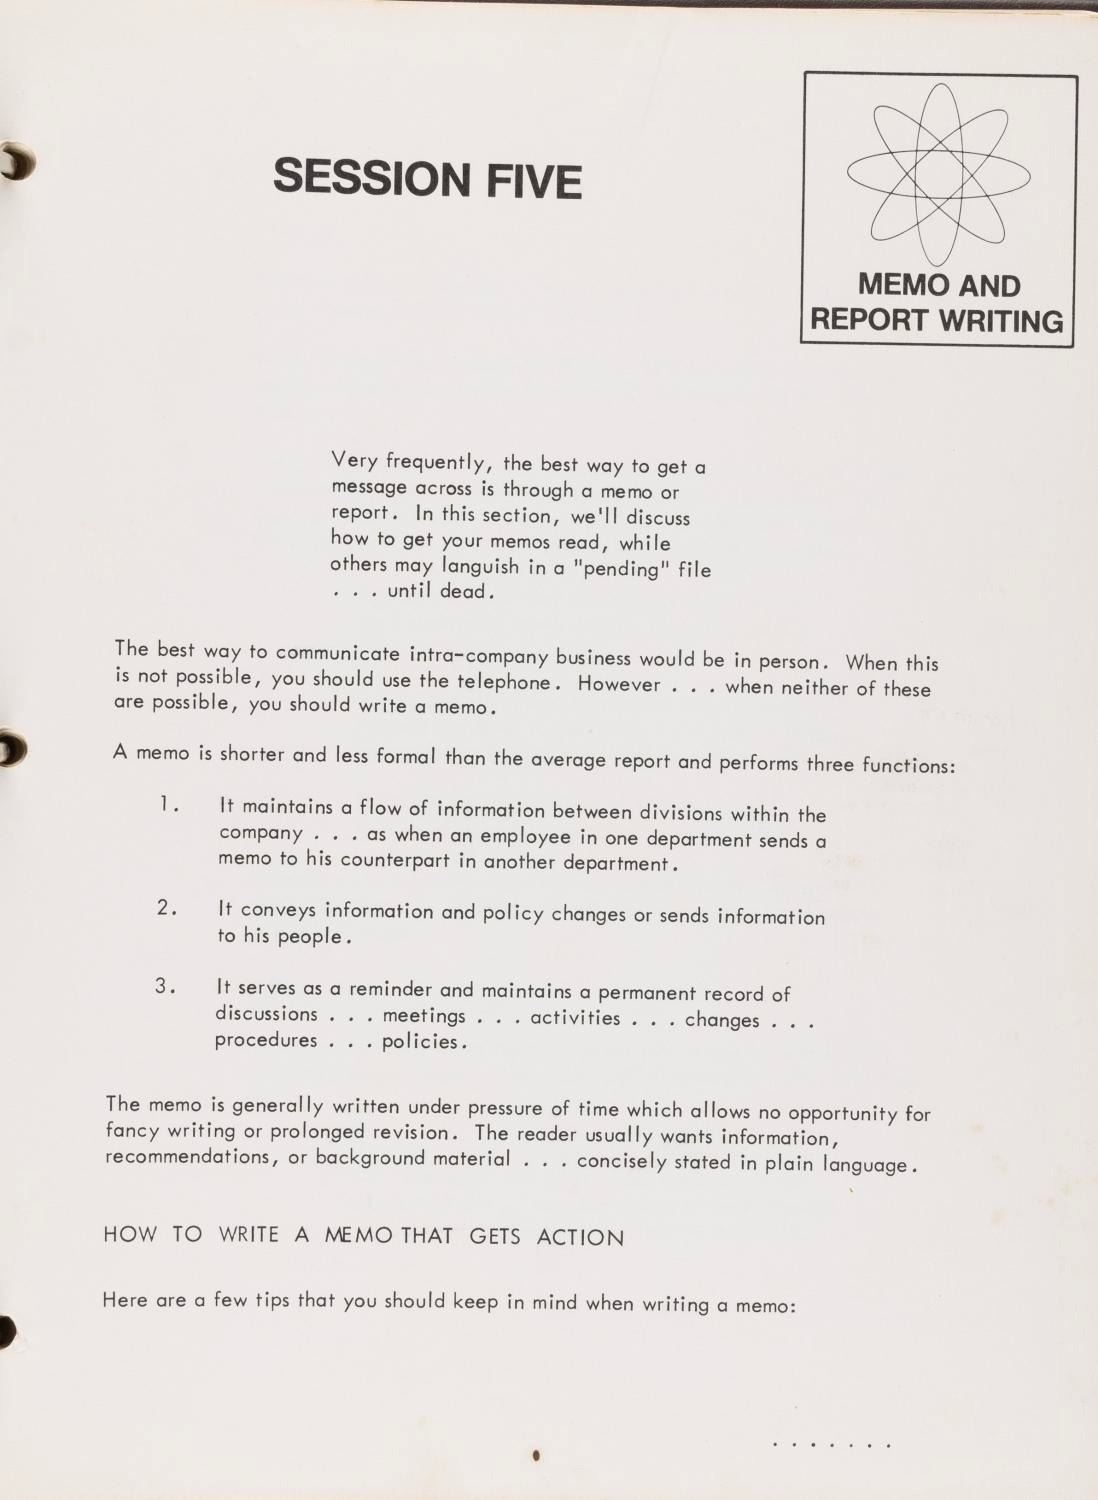 SESSION FIVE
MEMO AND
REPORT WRITING
Very frequently, the best way to get a
message across is through a memo or
report. In this section, we'll discuss
how to get your memos read, while
others may languish in a "pending" file
. . . until dead.
The best way to communicate intra-company business would be in person. When this
is not possible, you should use the telephone. However . . . when neither of these
are possible, you should write a memo.
A memo is shorter and less formal than the average report and performs three functions:
1. It maintains a flow of information between divisions within the
company . . . as when an employee in one department sends a
memo to his counterpart in another department.
2. It conveys information and policy changes or sends information
to his people.
3. It serves as a reminder and maintains a permanent record of
discussions . . . meetings . . . activities . . . changes . . .
procedures . . . policies.
The memo is generally written under pressure of time which allows no opportunity for
fancy writing or prolonged revision. The reader usually wants information,
recommendations, or background material . . . concisely stated in plain language.
HOW TO WRITE A MEMO THAT GETS ACTION
Here are a few tips that you should keep in mind when writing a memo:
. . . . . . .